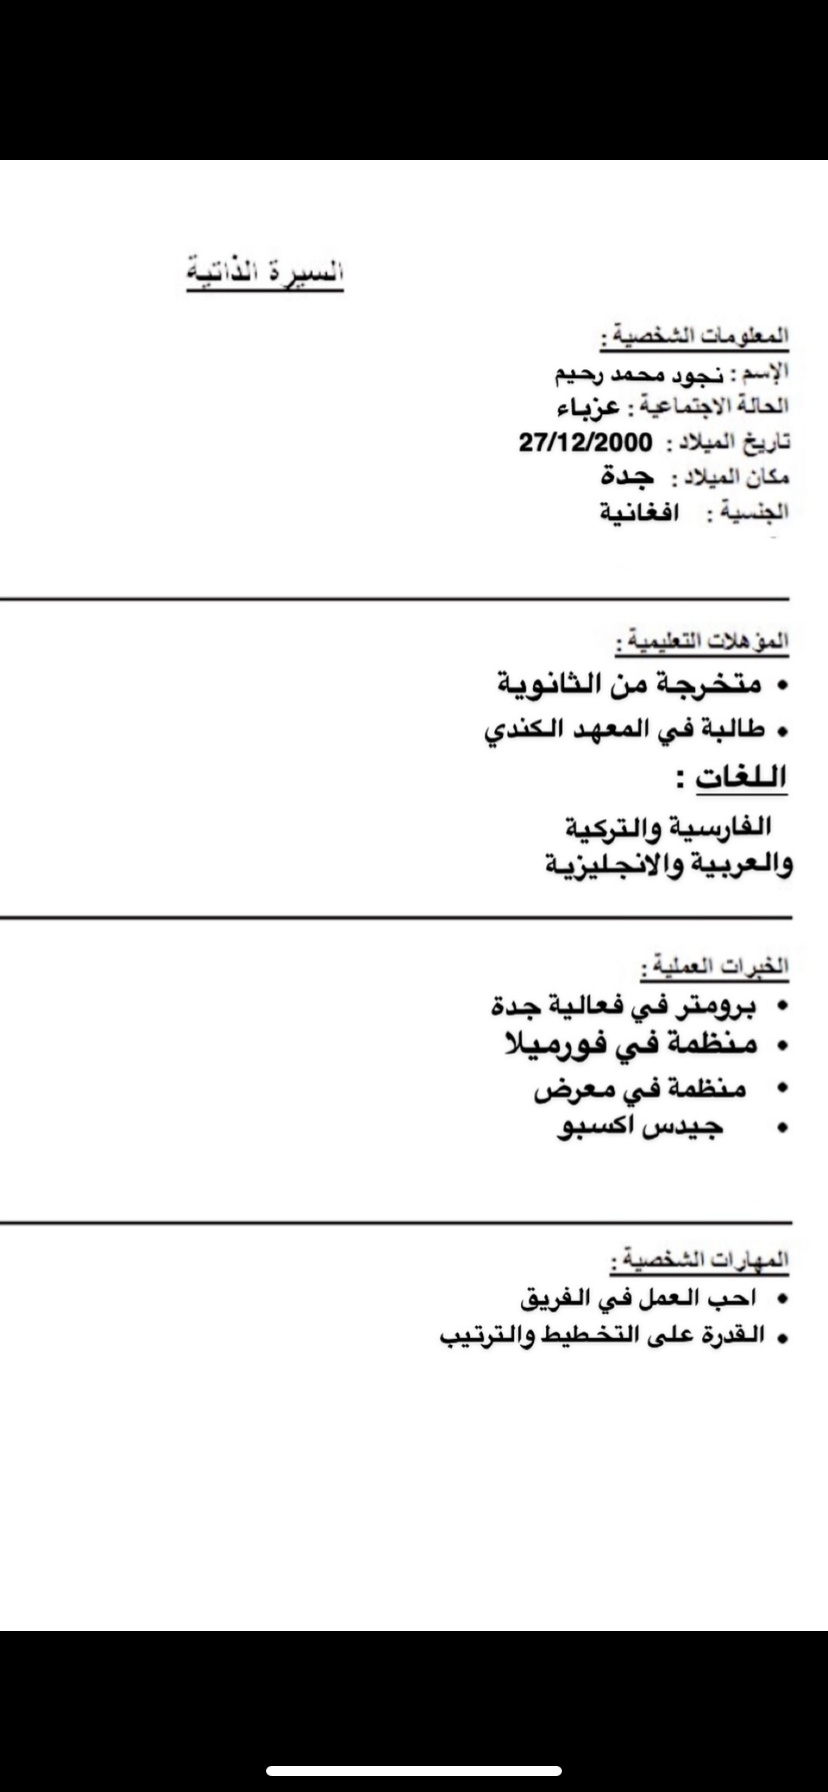 السيرة الذاتية
المعلومات الشخصية :
الإسم : نجود محمد رحيم
الحالة الاجتماعية : عزباء
تاريخ الميلاد : 27/12/2000
مكان الميلاد : جدة
الجنسية : افغانية
المؤهلات التعليمية :
• متخرجة من الثانوية
• طالبة في المعهد الكندي
اللغات :
الفارسية والتركية
والعربية والانجليزية
الخبرات العملية :
• برومتر في فعالية جدة
• منظمة في فورميلا
• منظمة في معرض
• جيدس اكسبو
المهارات الشخصية :
• احب العمل في الفريق
• القدرة على التخطيط والترتيب